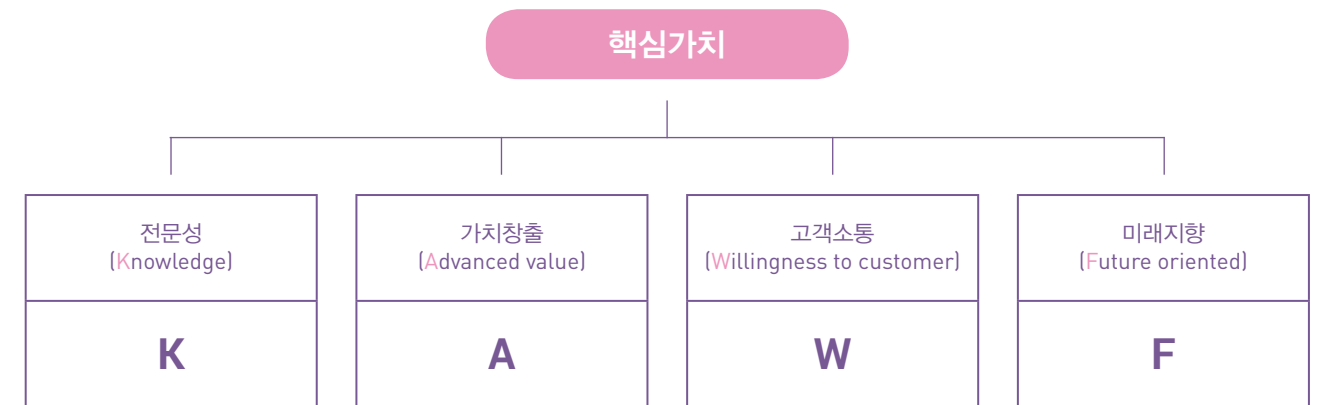 핵심가치
전문성
(Knowledge)
가치창출
(Advanced value)
고객소통
(Willingness to customer)
미래지향
(Future oriented)
K
A
W
F